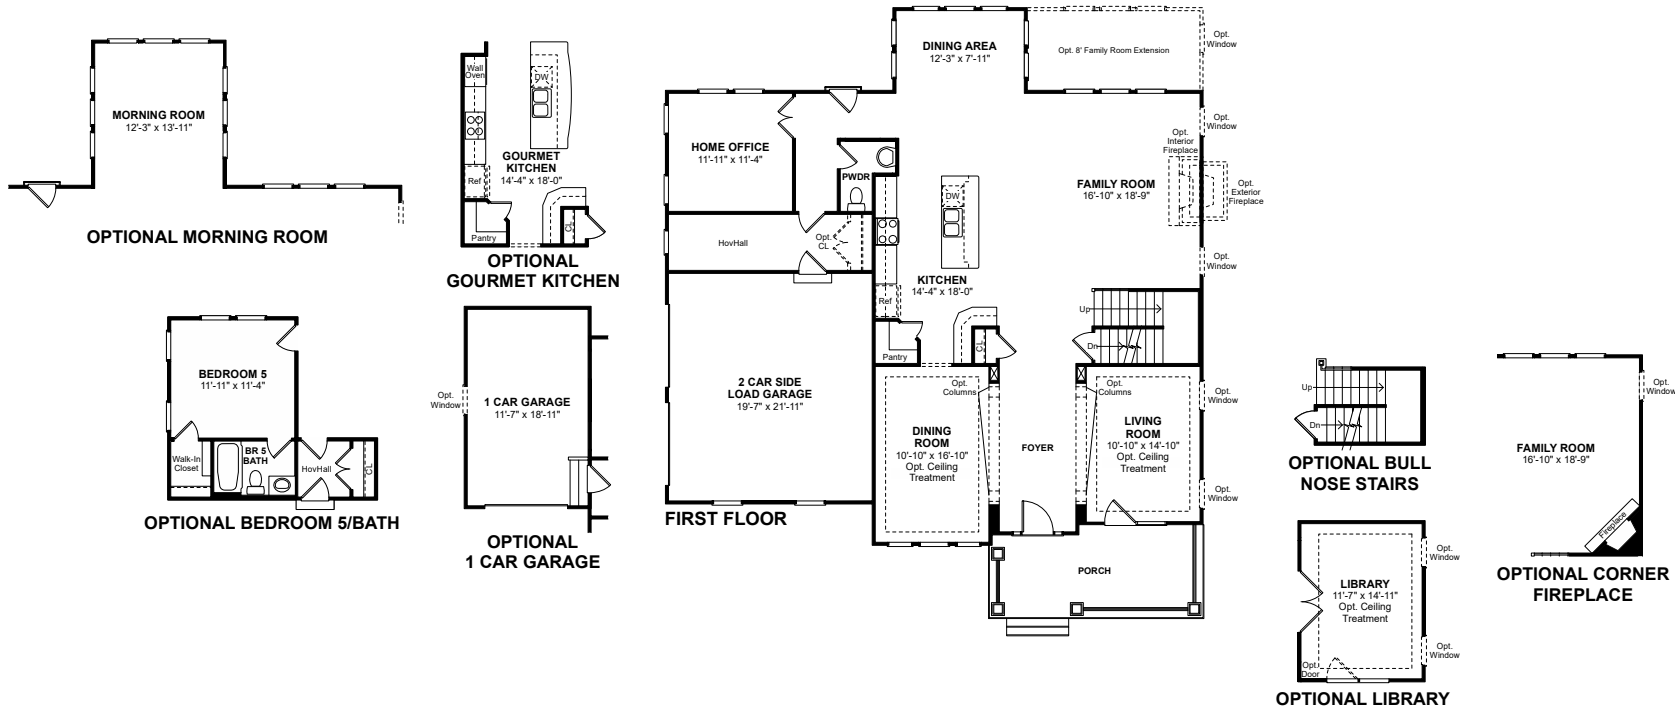 MORNING ROOM
12'-3" x 13'-11"
OPTIONAL MORNING ROOM
Wall
Oven
DW
GOURMET
KITCHEN
14'-4" x 18'-0"
Ref
Pantry
CL
OPTIONAL
GOURMET KITCHEN
BEDROOM 5
11'-11" x 11'-4"
Walk-In
Closet
BR 5
BATH
HovHall
CL
OPTIONAL BEDROOM 5/BATH
Opt.
Window
1 CAR GARAGE
11'-7" x 18'-11"
OPTIONAL
1 CAR GARAGE
DINING AREA
12'-3" x 7'-11"
Opt. 8' Family Room Extension
Opt.
Window
HOME OFFICE
11'-11" x 11'-4"
PWDR
Opt.
Window
Opt.
Interior
Fireplace
FAMILY ROOM
16'-10" x 18'-9"
Opt.
Exterior
Fireplace
DW
HovHall
Opt.
CL
Opt.
Window
KITCHEN
14'-4" x 18'-0"
Ref
Up
Dn
CL
Pantry
2 CAR SIDE
LOAD GARAGE
19'-7" x 21'-11"
Opt.
Columns
Opt.
Columns
Opt.
Window
DINING
ROOM
10'-10" x 16'-10"
Opt. Ceiling
Treatment
FOYER
LIVING
ROOM
10'-10" x 14'-10"
Opt. Ceiling
Treatment
Opt.
Window
FIRST FLOOR
PORCH
Up
Dn
OPTIONAL BULL
NOSE STAIRS
Opt.
Window
FAMILY ROOM
16'-10" x 18'-9"
Fireplace
OPTIONAL CORNER
FIREPLACE
Opt.
Window
LIBRARY
11'-7" x 14'-11"
Opt. Ceiling
Treatment
Opt.
Window
Opt.
Door
OPTIONAL LIBRARY